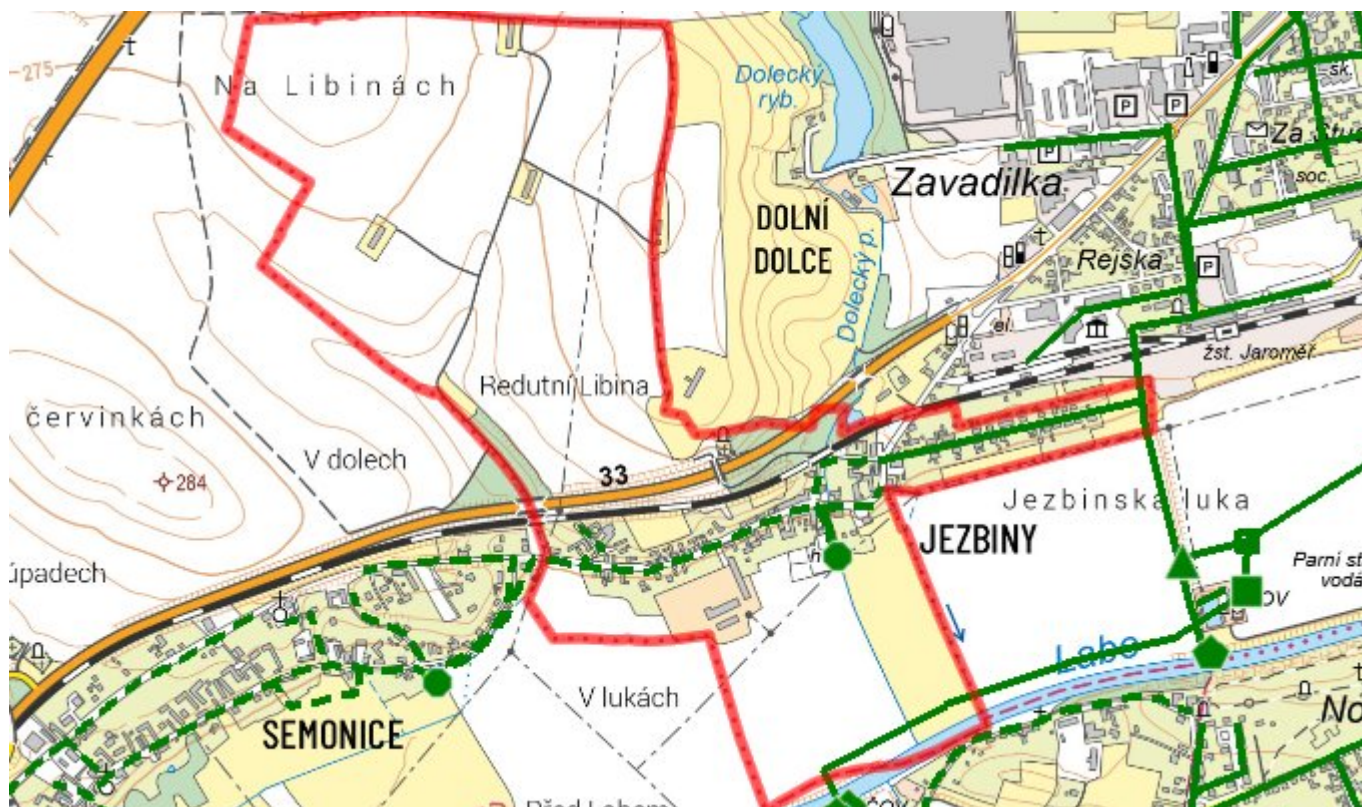 275
Na Libinách
Dolecký
ryb.
P
P
sk.
Za
P
soc.
Zavadilka
DOLNÍ
DOLCE
Dolecký p.
Rejska
P
el.
žst. Jaroměř
Redutní Libina
červinkách
V dolech
284
33
Jezbinská luka
JEZBINY
h
úpadech
Parní st
vodá
OV
Labe
V lukách
SEMONICE
No
Před Labem
ČOV